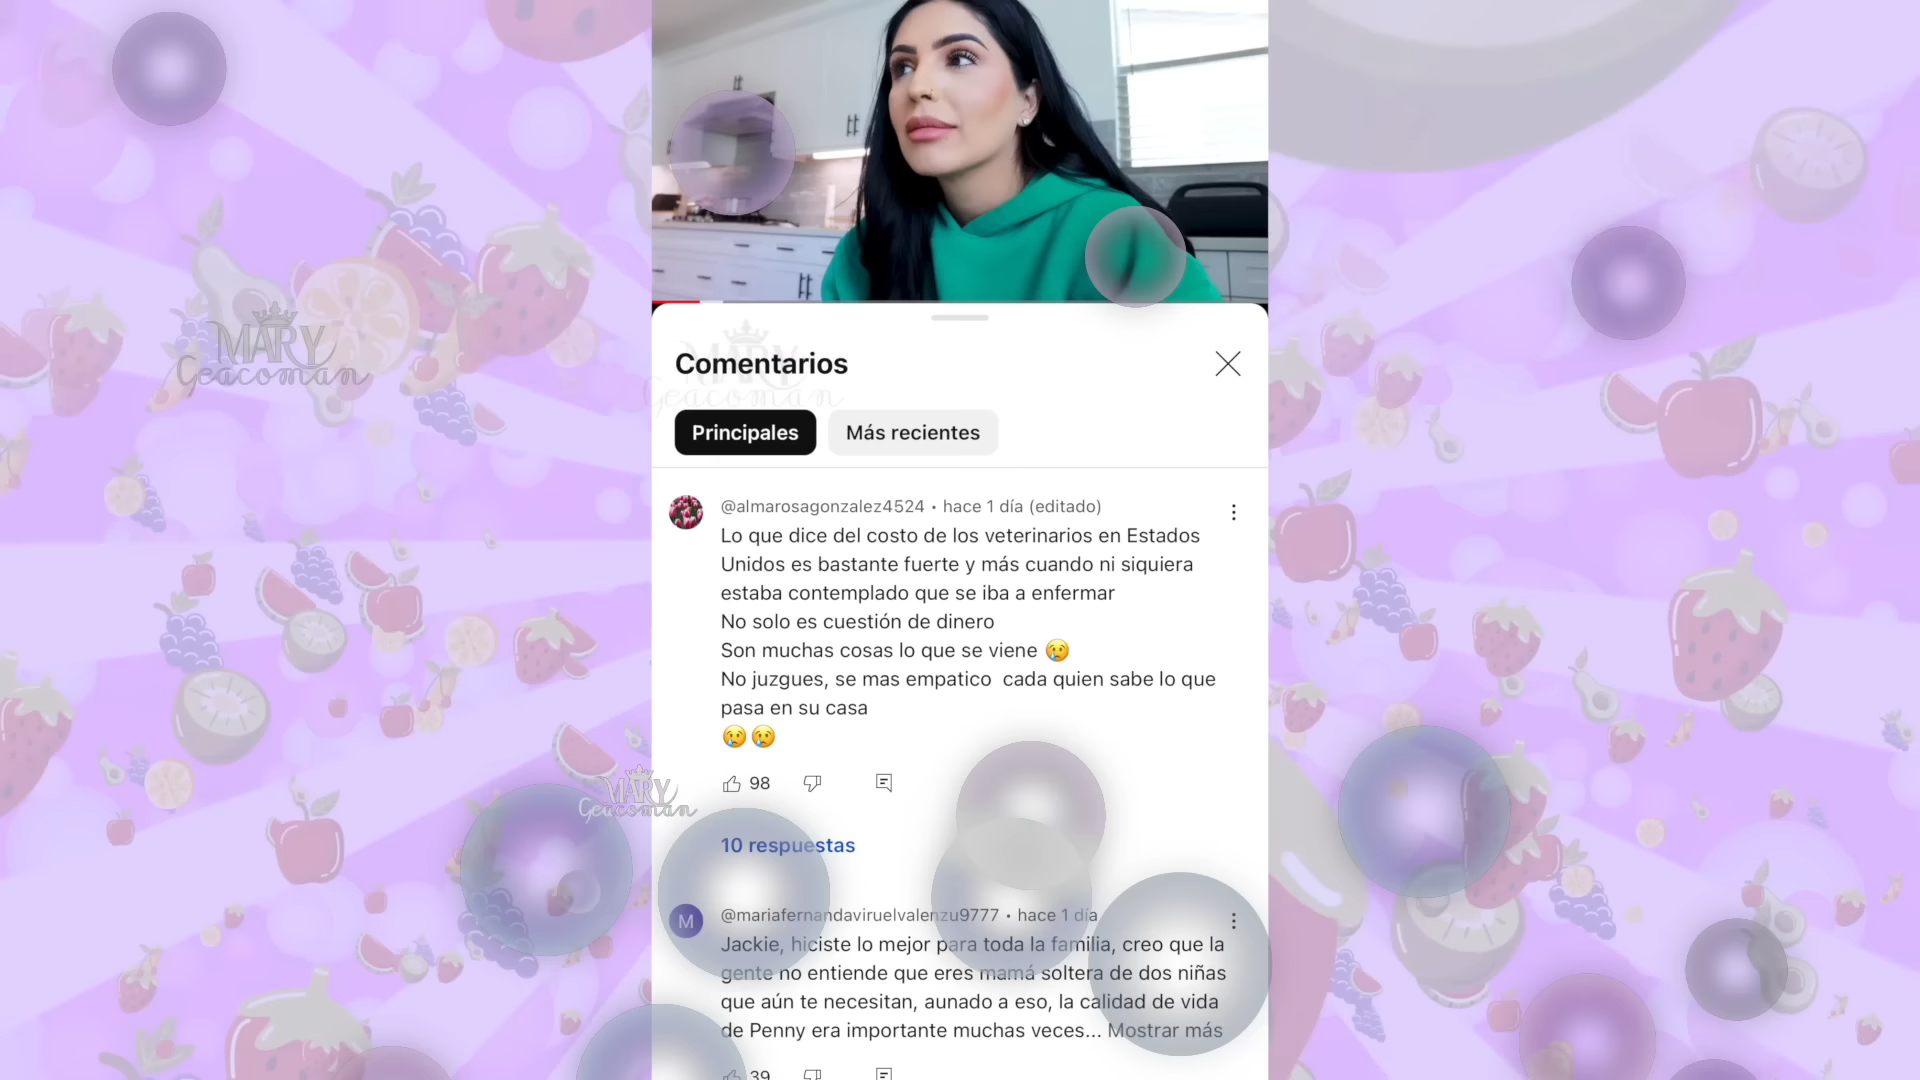 MARY
Geacoman
MARY
Geacoman
Comentarios
Principales
Más recientes
@almarosagonzalez4524 • hace 1 día (editado)
Lo que dice del costo de los veterinarios en Estados
Unidos es bastante fuerte y más cuando ni siquiera
estaba contemplado que se iba a enfermar
No solo es cuestión de dinero
Son muchas cosas lo que se viene 😢
No juzgues, se mas empatico  cada quien sabe lo que
pasa en su casa
😢😢
98
MARY
Geacoman
10 respuestas
M
@mariafernandaviruelvalenzu9777 • hace 1 día
Jackie, hiciste lo mejor para toda la familia, creo que la
gente no entiende que eres mamá soltera de dos niñas
que aún te necesitan, aunado a eso, la calidad de vida
de Penny era importante muchas veces... Mostrar más
39